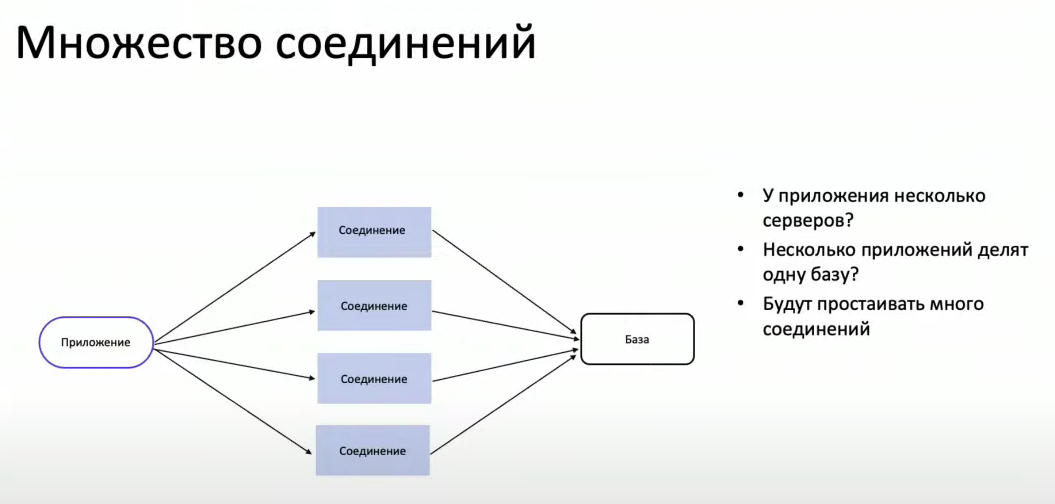 Множество соединений
Соединение
Соединение
Приложение
База
Соединение
Соединение
• У приложения несколько
серверов?
• Несколько приложений делят
одну базу?
• Будут простаивать много
соединений